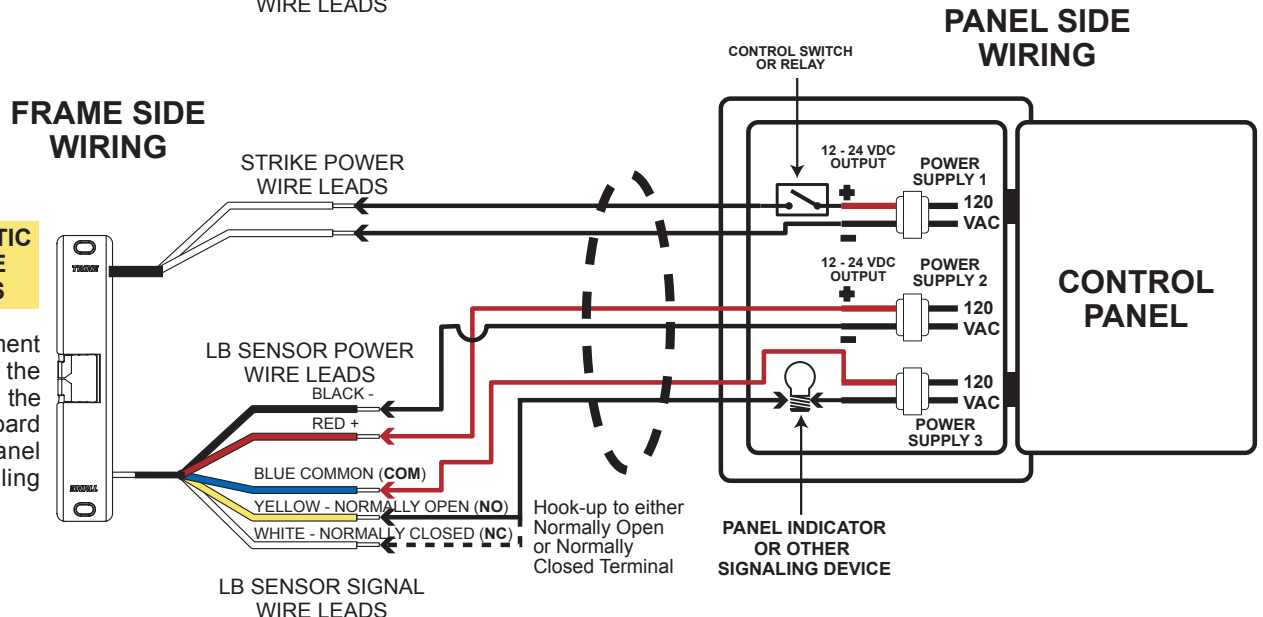 WIRE LEADS
PANEL SIDE
WIRING
CONTROL SWITCH
OR RELAY
FRAME SIDE
WIRING
STRIKE POWER
WIRE LEADS
12 - 24 VDC
OUTPUT
POWER
SUPPLY 1
+
120
VAC
-
TIC
E
S
12 - 24 VDC
OUTPUT
POWER
SUPPLY 2
+
120
VAC
-
CONTROL
PANEL
ment
the
the
oard
anel
ling
LB SENSOR POWER
WIRE LEADS
BLACK -
RED +
120
VAC
POWER
SUPPLY 3
BLUE COMMON (COM)
YELLOW - NORMALLY OPEN (NO)
WHITE - NORMALLY CLOSED (NC)
Hook-up to either
Normally Open
or Normally
Closed Terminal
PANEL INDICATOR
OR OTHER
SIGNALING DEVICE
LB SENSOR SIGNAL
WIRE LEADS